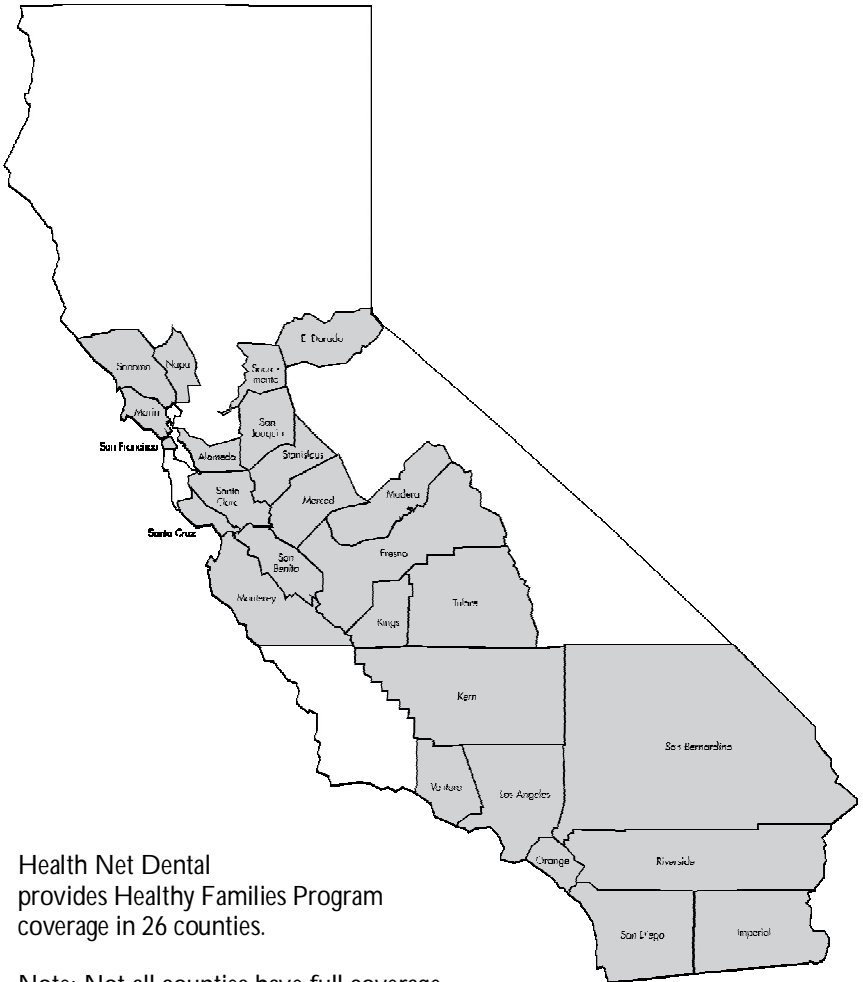 El Dorado
Sonoma
Napa
Sacra-
mento
Marin
San
Joaquin
San Francisco
Alameda
Stanislaus
Santa
Clara
Merced
Madera
Santa Cruz
Fresno
San
Benito
Monterey
Tulare
Kings
Kern
San Bernardino
Ventura
Los Angeles
Orange
Riverside
San Diego
Imperial
Health Net Dental
provides Healthy Families Program
coverage in 26 counties.
Note: Not all counties have full coverage